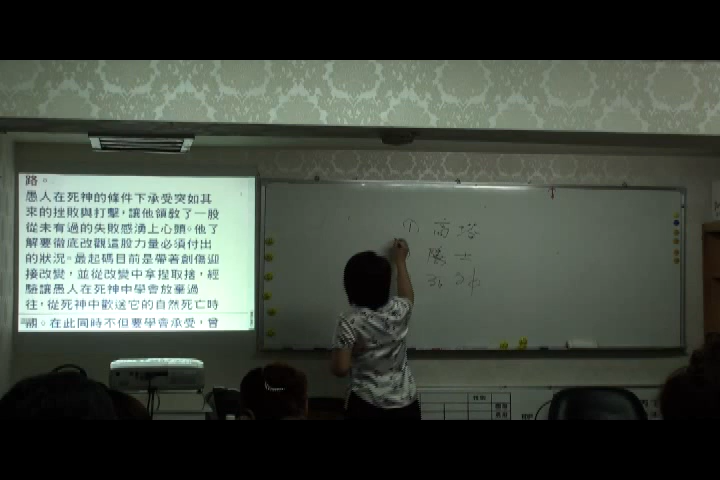 路。
愚人在死神的條件下承受突如其
來的挫敗與打擊，讓他領教了一股
從未有過的失敗感湧上心頭。他了
解要徹底改觀這股力量必須付出
的狀況。最起碼目前是帶著創傷迎
接改變，並從改變中拿捏取捨，經
驗讓愚人在死神中學會放棄過
往，從死神中歡送它的自然死亡時
刻。在此同時不但要學會承受，曾
高塔
隱士